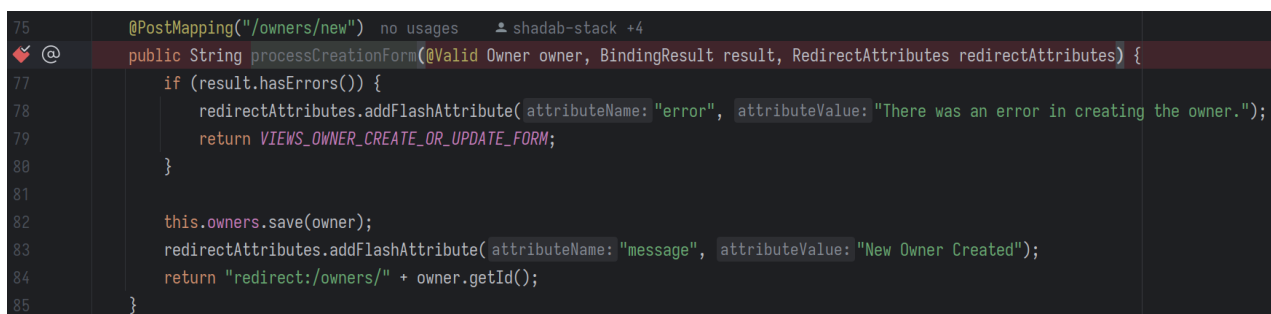 75 @PostMapping("/owners/new") no usages shadab-stack +4
@ public String processCreationForm(@Valid Owner owner, BindingResult result, RedirectAttributes redirectAttributes) {
77 if (result.hasErrors()) {
78 redirectAttributes.addFlashAttribute( attributeName: "error", attributeValue: "There was an error in creating the owner.");
79 return VIEWS_OWNER_CREATE_OR_UPDATE_FORM;
80 }
81
82 this.owners.save(owner);
83 redirectAttributes.addFlashAttribute( attributeName: "message", attributeValue: "New Owner Created");
84 return "redirect:/owners/" + owner.getId();
85 }